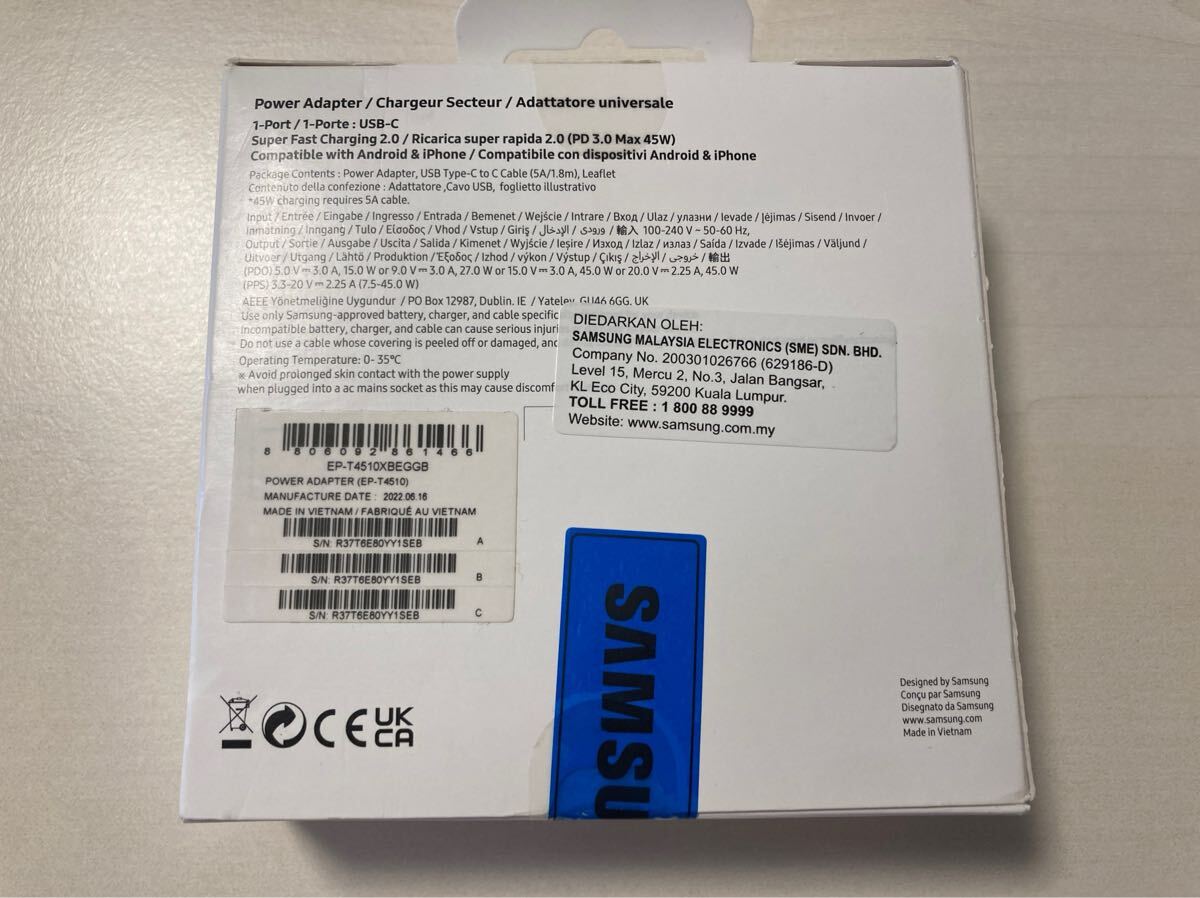 Power Adapter / Chargeur Secteur / Adattatore universale
1-Port / 1-Porte : USB-C
Super Fast Charging 2.0 / Ricarica super rapida 2.0 (PD 3.0 Max 45W)
Compatible with Android & iPhone / Compatibile con dispositivi Android & iPhone
Package Contents : Power Adapter, USB Type-C to C Cable (5A/1.8m), Leaflet
Contenuto della confezione : Adattatore ,Cavo USB, foglietto illustrativo
*45W charging requires 5A cable.
Input / Entrée / Eingabe / Ingresso / Entrada / Bemenet / Wejście / Intrare / Вход / Ulaz / улазни / Ievade / Įėjimas / Sisend / Invoer /
Inmatning / Inngang / Tulo / Είσοδος / Vhod / Vstup / Giriş / الإدخال / ورودی / 輸入 100-240 V ~ 50-60 Hz,
Output / Sortie / Ausgabe / Uscita / Salida / Kimenet / Wyjście / Ieșire / Изход / Izlaz / излаз / Saída / Izvade / Išėjimas / Väljund /
Uitvoer / Utgang / Lähtö / Produktion / Έξοδος / Izhod / výkon / Výstup / Çıkış / خروجی / الإخراج / 輸出
(PDO) 5.0 V⎓3.0 A, 15.0 W or 9.0 V⎓3.0 A, 27.0 W or 15.0 V⎓3.0 A, 45.0 W or 20.0 V⎓2.25 A, 45.0 W
(PPS) 3.3-20 V⎓2.25 A (7.5-45.0 W)
AEEE Yönetmeliğine Uygundur / PO Box 12987, Dublin. IE / Yateley, GU46 6GG. UK
Use only Samsung-approved battery, charger, and cable specific
Incompatible battery, charger, and cable can cause serious injuri
Do not use a cable whose covering is peeled off or damaged, and
Operating Temperature: 0- 35℃
※ Avoid prolonged skin contact with the power supply
when plugged into a ac mains socket as this may cause discomf
DIEDARKAN OLEH:
SAMSUNG MALAYSIA ELECTRONICS (SME) SDN. BHD.
Company No. 200301026766 (629186-D)
Level 15, Mercu 2, No.3, Jalan Bangsar,
KL Eco City, 59200 Kuala Lumpur.
TOLL FREE : 1 800 88 9999
Website: www.samsung.com.my
8 806092 861466
EP-T4510XBEGGB
POWER ADAPTER (EP-T4510)
MANUFACTURE DATE : 2022.06.16
MADE IN VIETNAM / FABRIQUÉ AU VIETNAM
S/N: R37T6E80YY1SEB A
S/N: R37T6E80YY1SEB B
S/N: R37T6E80YY1SEB C
SAMSU
CE UK
CA
Designed by Samsung
Conçu par Samsung
Disegnato da Samsung
www.samsung.com
Made in Vietnam